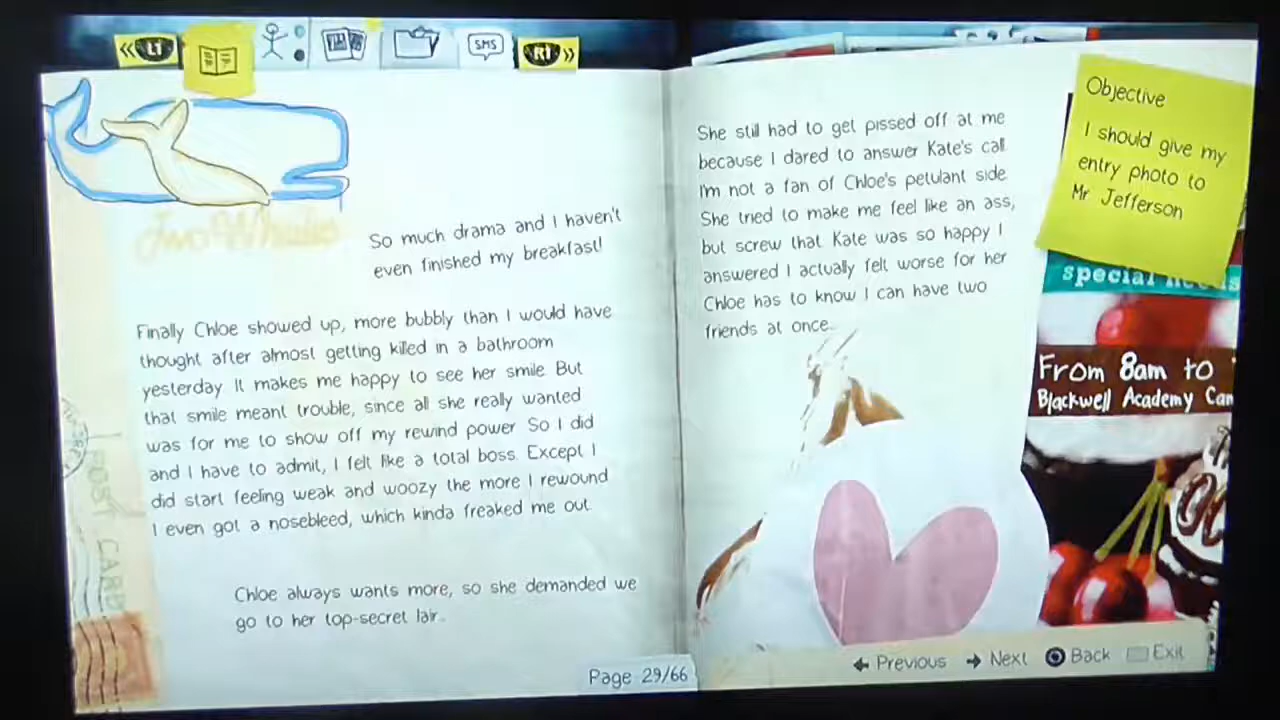 L1
SMS
R1
Two Whales
So much drama and I haven't
even finished my breakfast!
Finally Chloe showed up, more bubbly than I would have
thought after almost getting killed in a bathroom
yesterday. It makes me happy to see her smile. But
that smile meant trouble, since all she really wanted
was for me to show off my rewind power. So I did
and I have to admit, I felt like a total boss. Except I
did start feeling weak and woozy the more I rewound
I even got a nosebleed, which kinda freaked me out.
Chloe always wants more, so she demanded we
go to her top-secret lair...
POST CARD
Page 29/66
She still had to get pissed off at me
because I dared to answer Kate's call.
I'm not a fan of Chloe's petulant side.
She tried to make me feel like an ass,
but screw that. Kate was so happy I
answered I actually felt worse for her
Chloe has to know I can have two
friends at once...
Objective
I should give my
entry photo to
Mr. Jefferson
special needs
From 8am to
Blackwell Academy Cam
Previous Next Back Exit